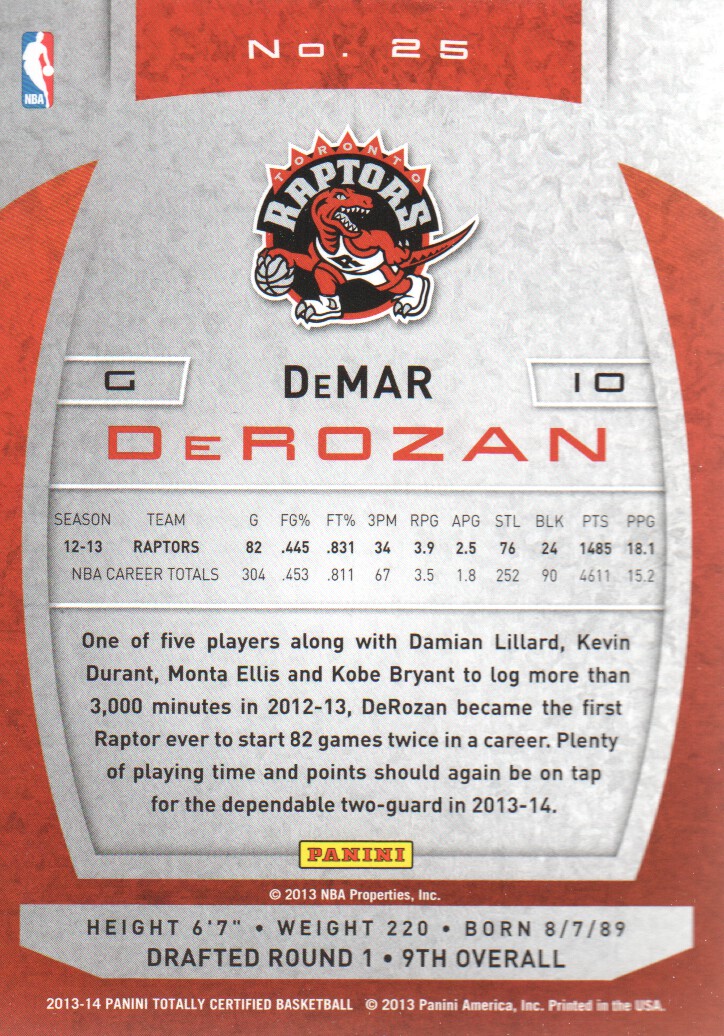 No. 25
NBA
TORONTO
RAPTORS
G
DeMAR
10
DeROZAN
SEASON TEAM G FG% FT% 3PM RPG APG STL BLK PTS PPG
12-13 RAPTORS 82 .445 .831 34 3.9 2.5 76 24 1485 18.1
NBA CAREER TOTALS 304 .453 .811 67 3.5 1.8 252 90 4611 15.2
One of five players along with Damian Lillard, Kevin
Durant, Monta Ellis and Kobe Bryant to log more than
3,000 minutes in 2012-13, DeRozan became the first
Raptor ever to start 82 games twice in a career. Plenty
of playing time and points should again be on tap
for the dependable two-guard in 2013-14.
PANINI
© 2013 NBA Properties, Inc.
HEIGHT 6'7" • WEIGHT 220 • BORN 8/7/89
DRAFTED ROUND 1 • 9TH OVERALL
2013-14 PANINI TOTALLY CERTIFIED BASKETBALL © 2013 Panini America, Inc. Printed in the USA.